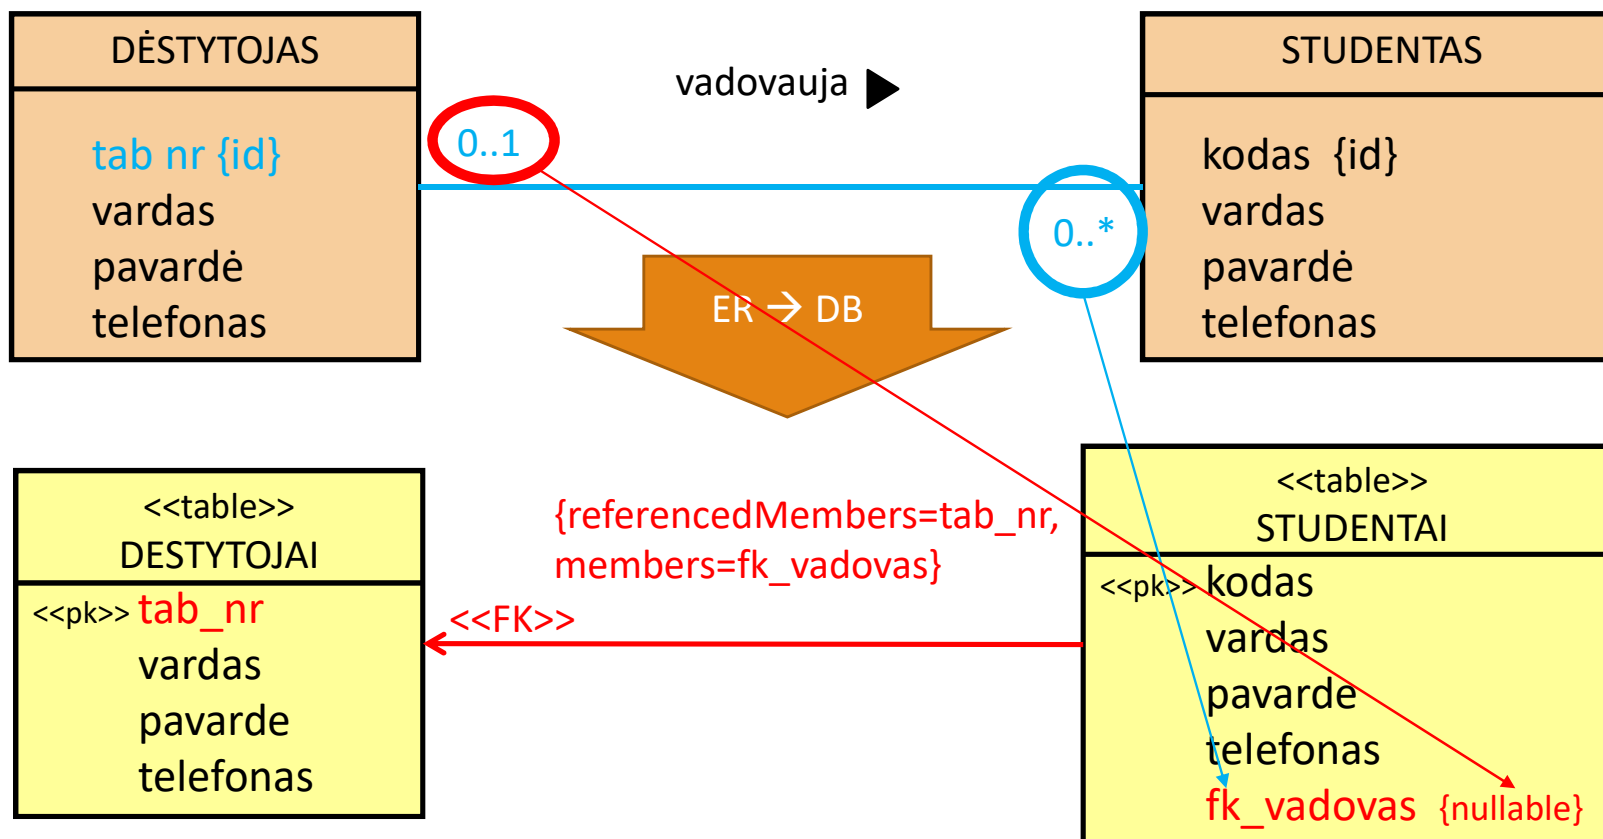 DĖSTYTOJAS
tab nr {id}
vardas
pavardė
telefonas
vadovauja
0..1
0..*
STUDENTAS
kodas {id}
vardas
pavardė
telefonas
ER → DB
<<table>>
DESTYTOJAI
<<pk>> tab_nr
vardas
pavarde
telefonas
{referencedMembers=tab_nr,
members=fk_vadovas}
<<FK>>
<<table>>
STUDENTAI
<<pk>> kodas
vardas
pavarde
telefonas
fk_vadovas {nullable}